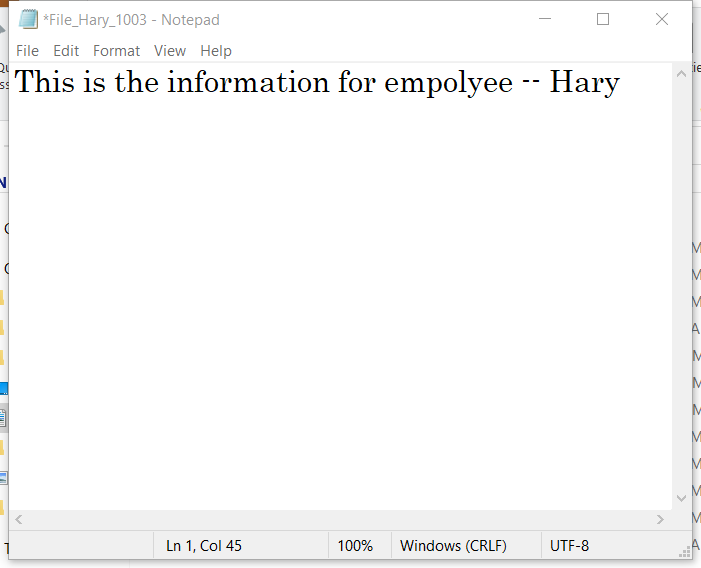 *File_Hary_1003 - Notepad
File Edit Format View Help
This is the information for empolyee -- Hary
Ln 1, Col 45 100% Windows (CRLF) UTF-8